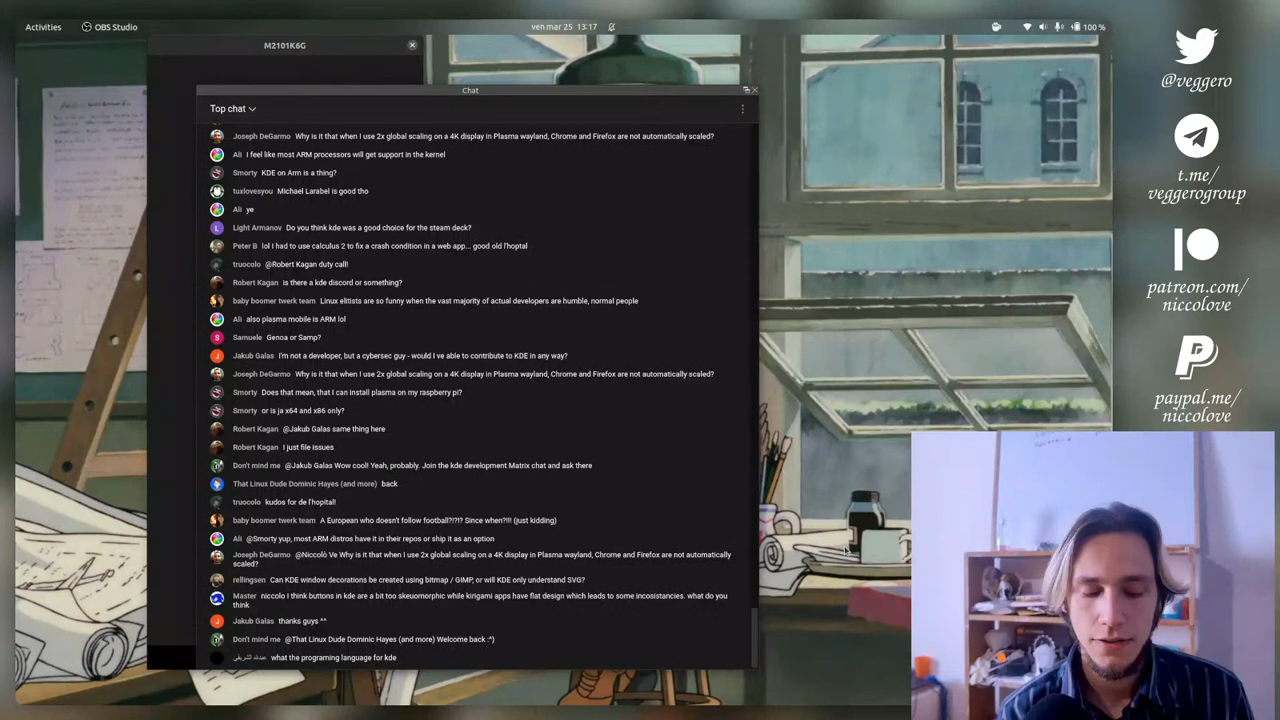 Activities
OBS Studio
ven mar 25 13:17
100 %
M2101K6G
Chat
Top chat
Joseph DeGarmo Why is it that when I use 2x global scaling on a 4K display in Plasma wayland, Chrome and Firefox are not automatically scaled?
Ali I feel like most ARM processors will get support in the kernel
Smorty KDE on Arm is a thing?
tuxlovesyou Michael Larabel is good tho
Ali ye
Light Armanov Do you think kde was a good choice for the steam deck?
Peter B lol I had to use calculus 2 to fix a crash condition in a web app... good old l'hoptal
truocolo @Robert Kagan duty call!
Robert Kagan is there a kde discord or something?
baby boomer twerk team Linux elitists are so funny when the vast majority of actual developers are humble, normal people
Ali also plasma mobile is ARM lol
Samuele Genoa or Samp?
Jakub Galas I'm not a developer, but a cybersec guy - would I ve able to contribute to KDE in any way?
Joseph DeGarmo Why is it that when I use 2x global scaling on a 4K display in Plasma wayland, Chrome and Firefox are not automatically scaled?
Smorty Does that mean, that I can install plasma on my raspberry pi?
Smorty or is ja x64 and x86 only?
Robert Kagan @Jakub Galas same thing here
Robert Kagan I just file issues
Don't mind me @Jakub Galas Wow cool! Yeah, probably. Join the kde development Matrix chat and ask there
That Linux Dude Dominic Hayes (and more) back
truocolo kudos for de l'hopital!
baby boomer twerk team A European who doesn't follow football?!?!? Since when?!!! (just kidding)
Ali @Smorty yup, most ARM distros have it in their repos or ship it as an option
Joseph DeGarmo @Niccolò Ve Why is it that when I use 2x global scaling on a 4K display in Plasma wayland, Chrome and Firefox are not automatically
scaled?
rellingsen Can KDE window decorations be created using bitmap / GIMP, or will KDE only understand SVG?
Master niccolo I think buttons in kde are a bit too skeuomorphic while kirigami apps have flat design which leads to some incosistancies. what do you
think
Jakub Galas thanks guys ^^
Don't mind me @That Linux Dude Dominic Hayes (and more) Welcome back :^)
عبدلله الشريقي what the programing language for kde
@veggero
t.me/
veggerogroup
patreon.com/
niccolove
paypal.me/
niccolove